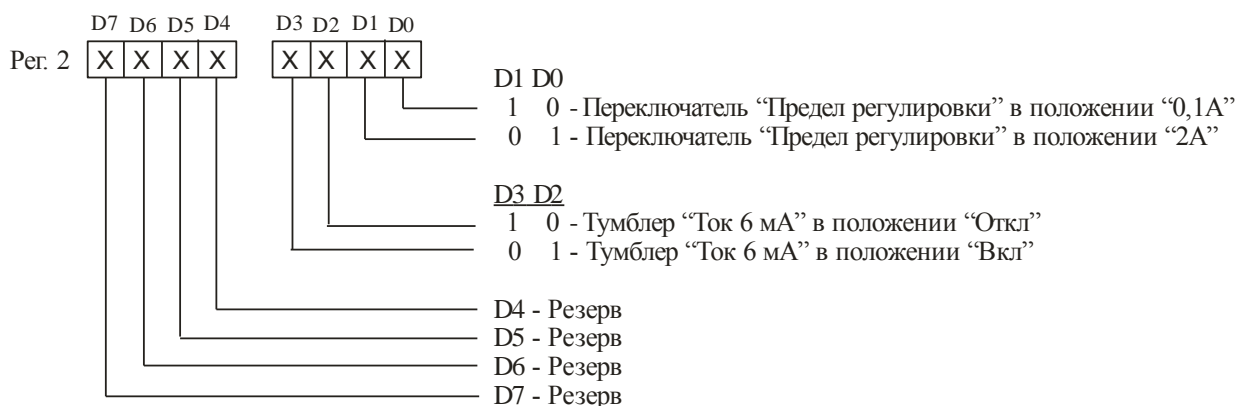 D7 D6 D5 D4 D3 D2 D1 D0
Рег. 2 X X X X X X X X
D1 D0
1 0 - Переключатель “Предел регулировки” в положении “0,1А”
0 1 - Переключатель “Предел регулировки” в положении “2А”
D3 D2
1 0 - Тумблер “Ток 6 мА” в положении “Откл”
0 1 - Тумблер “Ток 6 мА” в положении “Вкл”
D4 - Резерв
D5 - Резерв
D6 - Резерв
D7 - Резерв